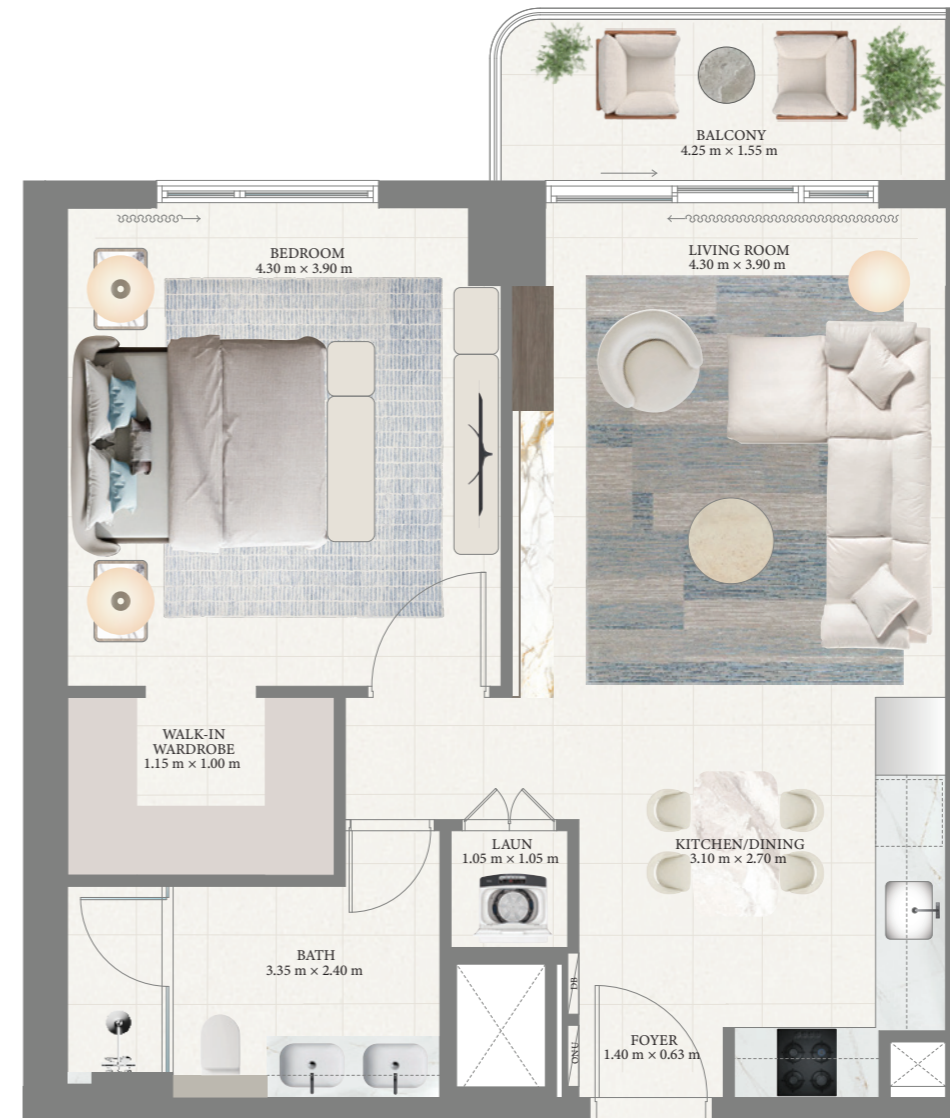 BALCONY
4.25 m × 1.55 m
BEDROOM
4.30 m × 3.90 m
LIVING ROOM
4.30 m × 3.90 m
WALK-IN
WARDROBE
1.15 m × 1.00 m
LAUN
1.05 m × 1.05 m
KITCHEN/DINING
3.10 m × 2.70 m
BATH
3.35 m × 2.40 m
DB
ONU
FOYER
1.40 m × 0.63 m